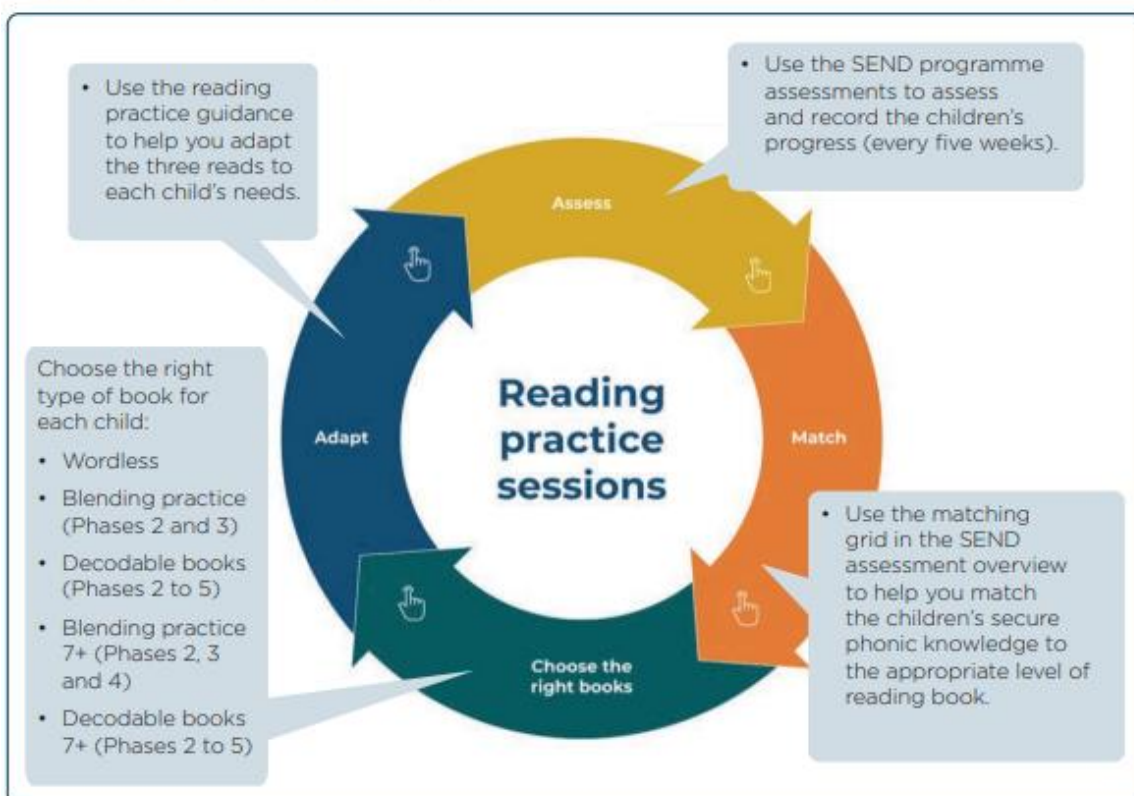 • Use the reading
practice guidance
to help you adapt
the three reads to
each child's needs.
• Use the SEND programme
assessments to assess
and record the children's
progress (every five weeks).
Assess
Choose the right
type of book for
each child:
• Wordless
• Blending practice
(Phases 2 and 3)
• Decodable books
(Phases 2 to 5)
• Blending practice
7+ (Phases 2, 3
and 4)
• Decodable books
7+ (Phases 2 to 5)
Adapt
Reading
practice
sessions
Match
• Use the matching
grid in the SEND
assessment overview
to help you match
the children's secure
phonic knowledge to
the appropriate level of
reading book.
Choose the
right books